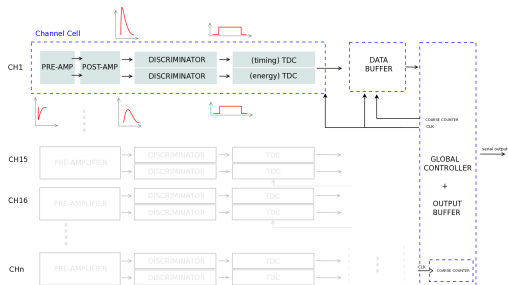 Channel Cell
CH1
PRE-AMP
POST-AMP
DISCRIMINATOR
DISCRIMINATOR
(timing) TDC
(energy) TDC
DATA
BUFFER
COARSE COUNTER
CLK
serial output
GLOBAL
CONTROLLER
+
OUTPUT
BUFFER
CH15
PRE-AMPLIFIER
DISCRIMINATOR
DISCRIMINATOR
TDC
TDC
CH16
PRE-AMPLIFIER
DISCRIMINATOR
DISCRIMINATOR
TDC
TDC
CHn
PRE-AMPLIFIER
DISCRIMINATOR
DISCRIMINATOR
TDC
TDC
CLK
COARSE COUNTER